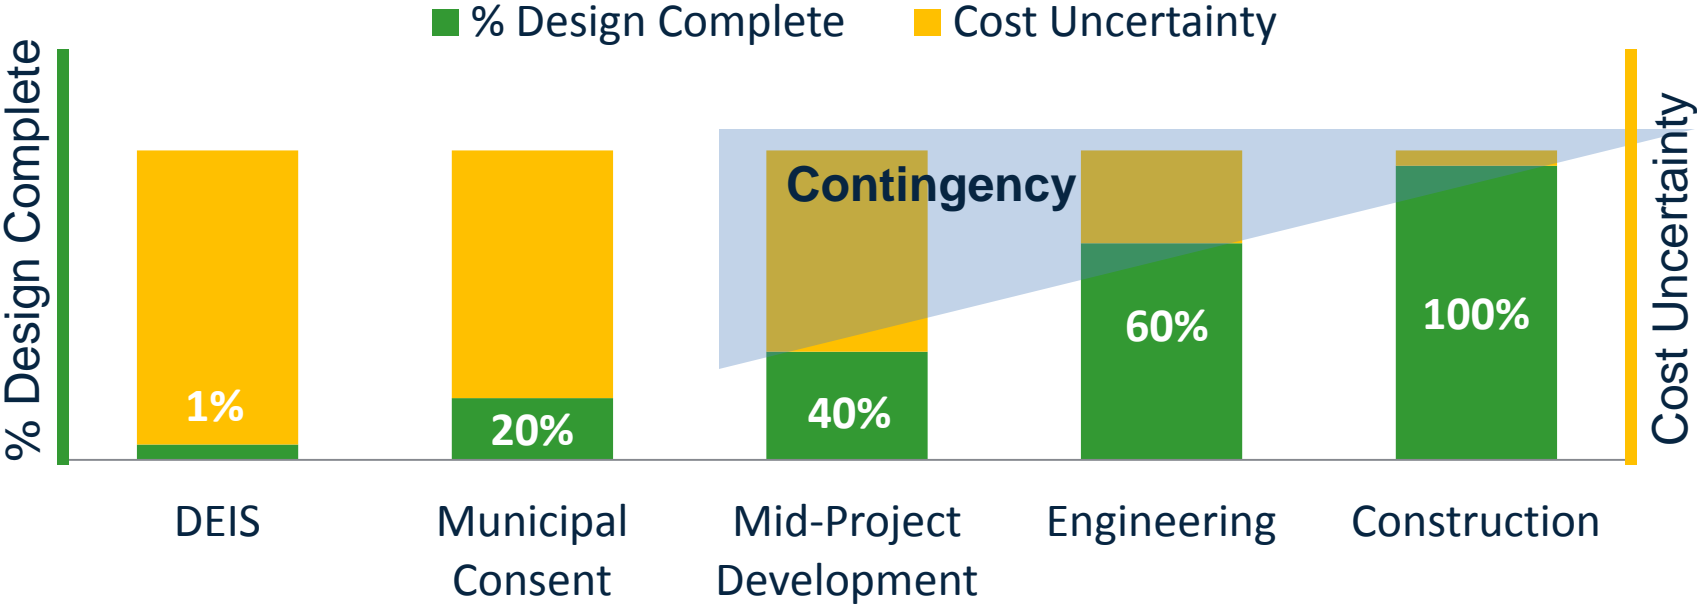 % Design Complete
Cost Uncertainty
% Design Complete
Contingency
1%
20%
40%
60%
100%
Cost Uncertainty
DEIS
Municipal
Consent
Mid-Project
Development
Engineering
Construction